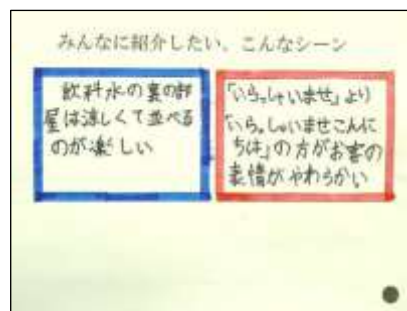 みんなに紹介したい、こんなシーン
飲料水の裏の部
屋は涼しくて並べる
のが楽しい
「いらっしゃいませ」より
「いらっしゃいませこんに
ちは」の方がお客の
表情がやわらかい